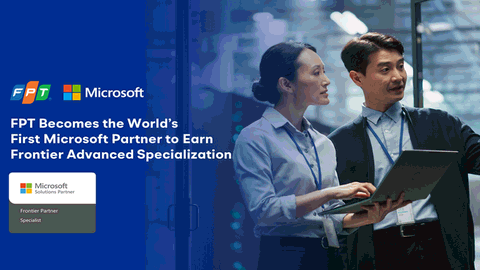 FPT
Microsoft
FPT Becomes the World's
First Microsoft Partner to Earn
Frontier Advanced Specialization
Microsoft
Solutions Partner
Frontier Partner
Specialist